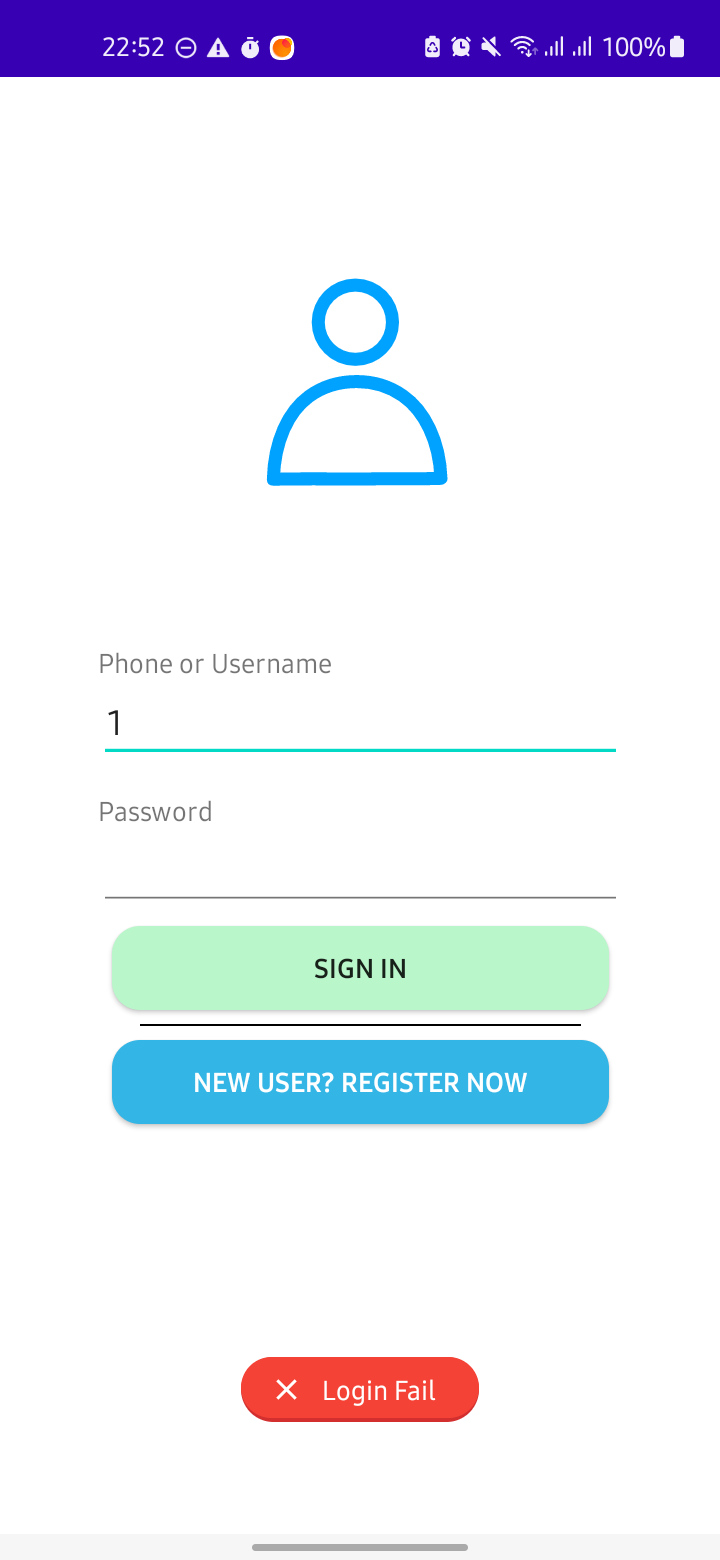 22:52 100%
Phone or Username
1
Password
SIGN IN
NEW USER? REGISTER NOW
Login Fail